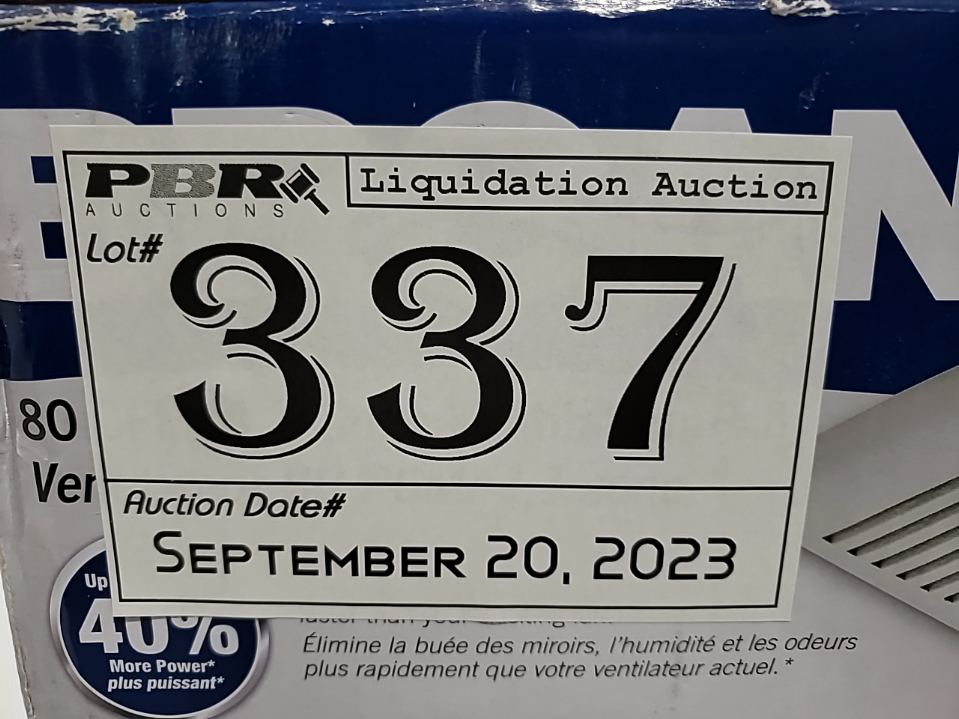 PBR
AUCTIONS
Liquidation Auction
Lot#
337
Auction Date#
SEPTEMBER 20, 2023
80
Up
40%
More Power*
plus puissant*
Élimine la buée des miroirs, l'humidité et les odeurs
plus rapidement que votre ventilateur actuel.*